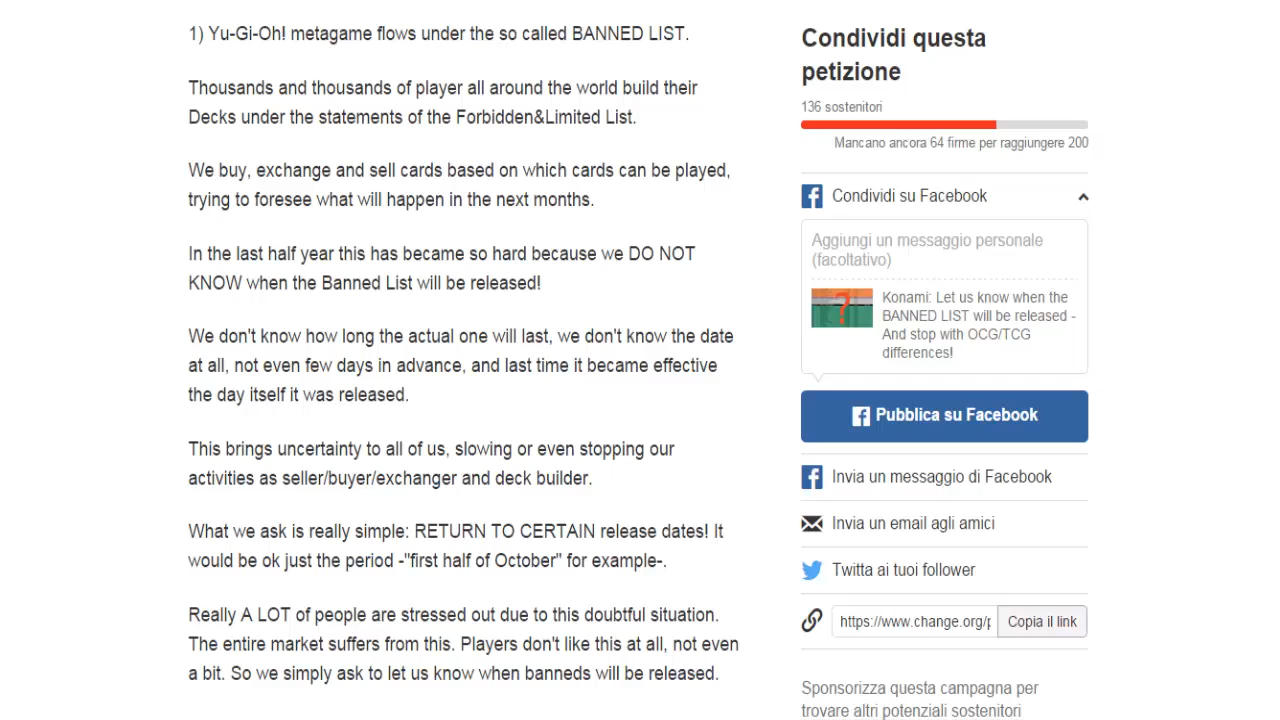 1) Yu-Gi-Oh! metagame flows under the so called BANNED LIST.
Thousands and thousands of player all around the world build their
Decks under the statements of the Forbidden&Limited List.
We buy, exchange and sell cards based on which cards can be played,
trying to foresee what will happen in the next months.
In the last half year this has became so hard because we DO NOT
KNOW when the Banned List will be released!
We don't know how long the actual one will last, we don't know the date
at all, not even few days in advance, and last time it became effective
the day itself it was released.
This brings uncertainty to all of us, slowing or even stopping our
activities as seller/buyer/exchanger and deck builder.
What we ask is really simple: RETURN TO CERTAIN release dates! It
would be ok just the period -"first half of October" for example-.
Really A LOT of people are stressed out due to this doubtful situation.
The entire market suffers from this. Players don't like this at all, not even
a bit. So we simply ask to let us know when banneds will be released.
Condividi questa
petizione
136 sostenitori
Mancano ancora 64 firme per raggiungere 200
Condividi su Facebook
Aggiungi un messaggio personale
(facoltativo)
?
Konami: Let us know when the
BANNED LIST will be released -
And stop with OCG/TCG
differences!
Pubblica su Facebook
Invia un messaggio di Facebook
Invia un email agli amici
Twitta ai tuoi follower
https://www.change.org/p
Copia il link
Sponsorizza questa campagna per
trovare altri potenziali sostenitori